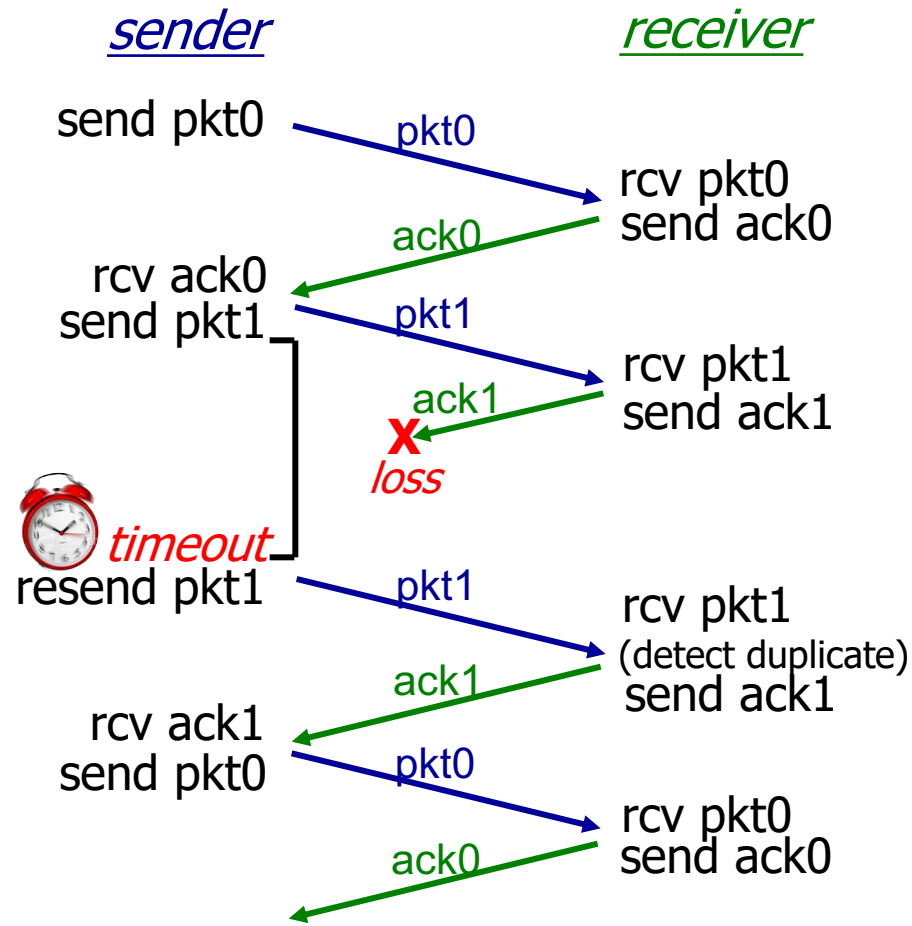 sender
receiver
send pkt0
pkt0
rcv pkt0
send ack0
ack0
rcv ack0
send pkt1
pkt1
rcv pkt1
send ack1
ack1
X
loss
timeout
resend pkt1
pkt1
rcv pkt1
(detect duplicate)
send ack1
ack1
rcv ack1
send pkt0
pkt0
rcv pkt0
send ack0
ack0